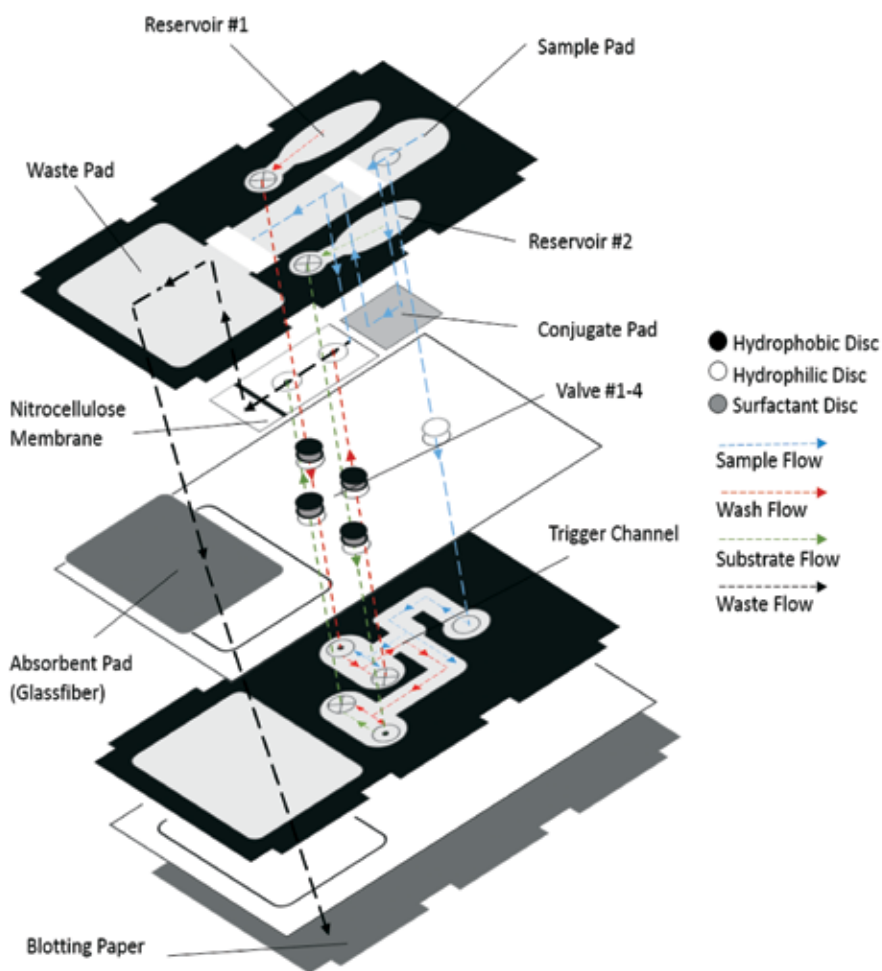 Reservoir #1
Sample Pad
Waste Pad
Reservoir #2
Conjugate Pad
Hydrophobic Disc
Hydrophilic Disc
Surfactant Disc
Valve #1-4
Nitrocellulose
Membrane
Sample Flow
Wash Flow
Trigger Channel
Substrate Flow
Waste Flow
Absorbent Pad
(Glassfiber)
Blotting Paper